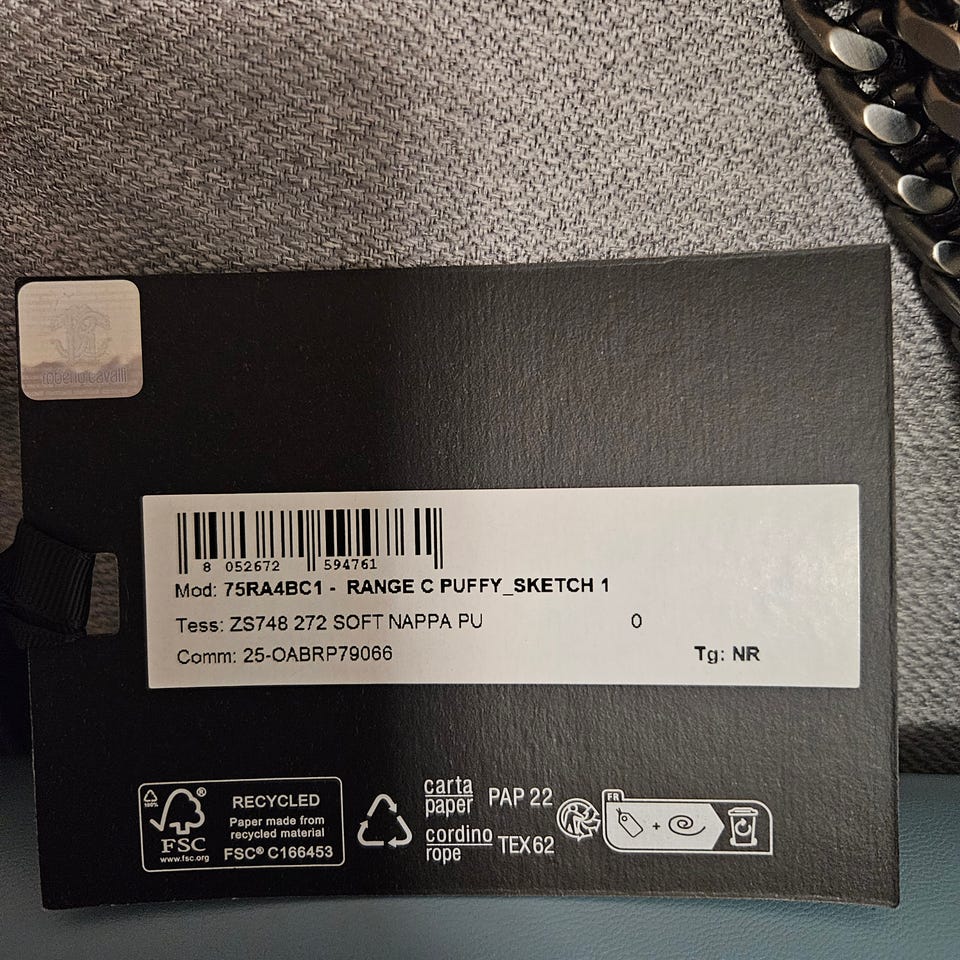 roberto cavalli
8 052672 594761
Mod: 75RA4BC1 - RANGE C PUFFY_SKETCH 1
Tess: ZS748 272 SOFT NAPPA PU 0
Comm: 25-OABRP79066 Tg: NR
100%
FSC®
www.fsc.org
RECYCLED
Paper made from
recycled material
FSC® C166453
carta
paper
PAP 22
cordino
rope
TEX 62
FR
+